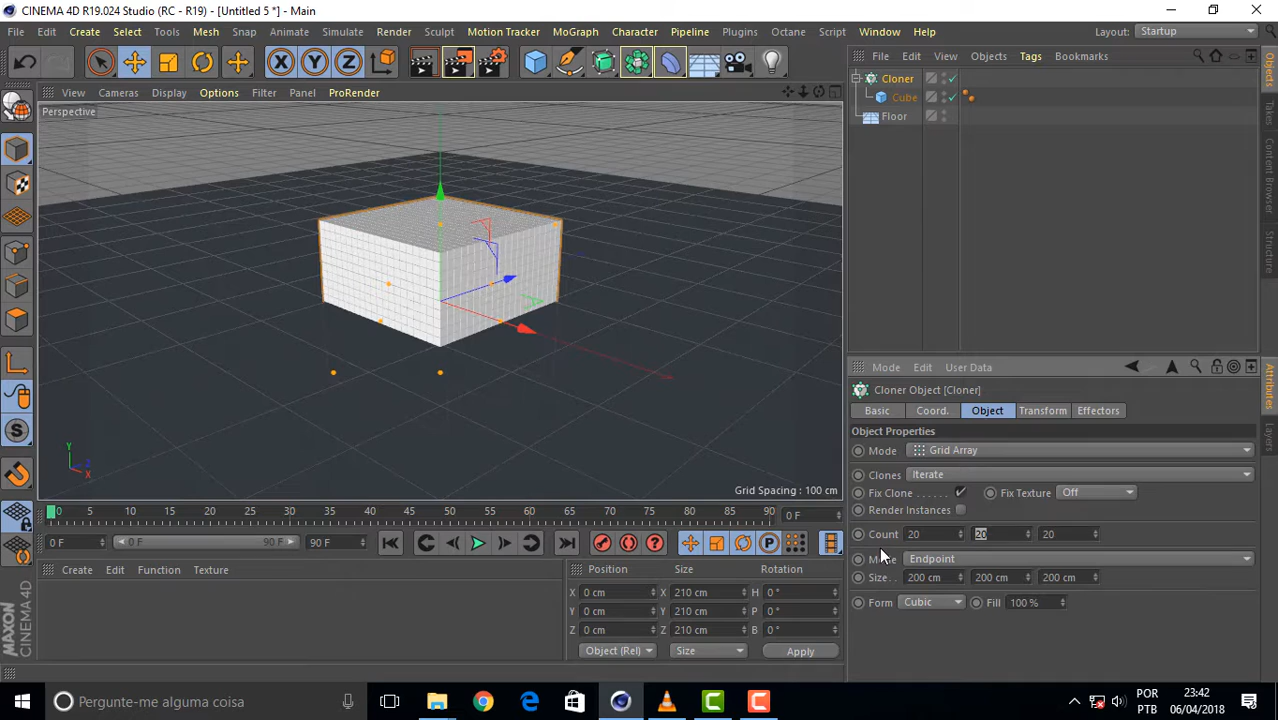 CINEMA 4D R19.024 Studio (RC - R19) - [Untitled 5 *] - Main
File Edit Create Select Tools Mesh Snap Animate Simulate Render Sculpt Motion Tracker MoGraph Character Pipeline Plugins Octane Script Window Help Layout: Startup
X Y Z
File Edit View Objects Tags Bookmarks
View Cameras Display Options Filter Panel ProRender
Perspective
Cloner
Cube
Floor
Objects
Takes
Content Browser
Structure
Y
Z
X
Grid Spacing : 100 cm
Mode Edit User Data
Cloner Object [Cloner]
Basic Coord. Object Transform Effectors
Object Properties
Mode Grid Array
Clones Iterate
Fix Clone . . . . . . Fix Texture Off
Render Instances
Count 20 20 20
Endpoint
Size . . 200 cm 200 cm 200 cm
Form Cubic Fill 100 %
Attributes
Layers
S
0 5 10 15 20 25 30 35 40 45 50 55 60 65 70 75 80 85 90 0 F
0 F 0 F 90 F 90 F
P
Create Edit Function Texture
Position Size Rotation
X 0 cm X 210 cm H 0 °
Y 0 cm Y 210 cm P 0 °
Z 0 cm Z 210 cm B 0 °
Object (Rel) Size Apply
MAXON
CINEMA 4D
Pergunte-me alguma coisa
POR
PTB
23:42
06/04/2018